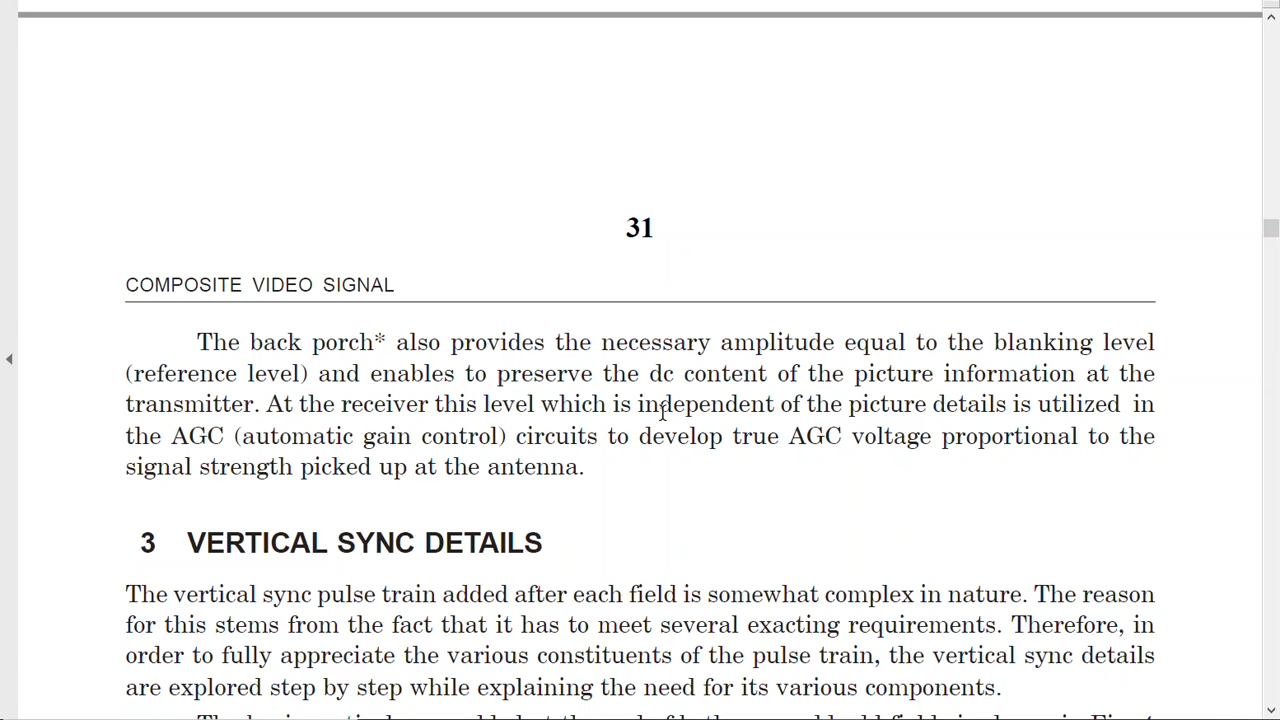 31
COMPOSITE VIDEO SIGNAL
The back porch* also provides the necessary amplitude equal to the blanking level
(reference level) and enables to preserve the dc content of the picture information at the
transmitter. At the receiver this level which is independent of the picture details is utilized in
the AGC (automatic gain control) circuits to develop true AGC voltage proportional to the
signal strength picked up at the antenna.
3 VERTICAL SYNC DETAILS
The vertical sync pulse train added after each field is somewhat complex in nature. The reason
for this stems from the fact that it has to meet several exacting requirements. Therefore, in
order to fully appreciate the various constituents of the pulse train, the vertical sync details
are explored step by step while explaining the need for its various components.